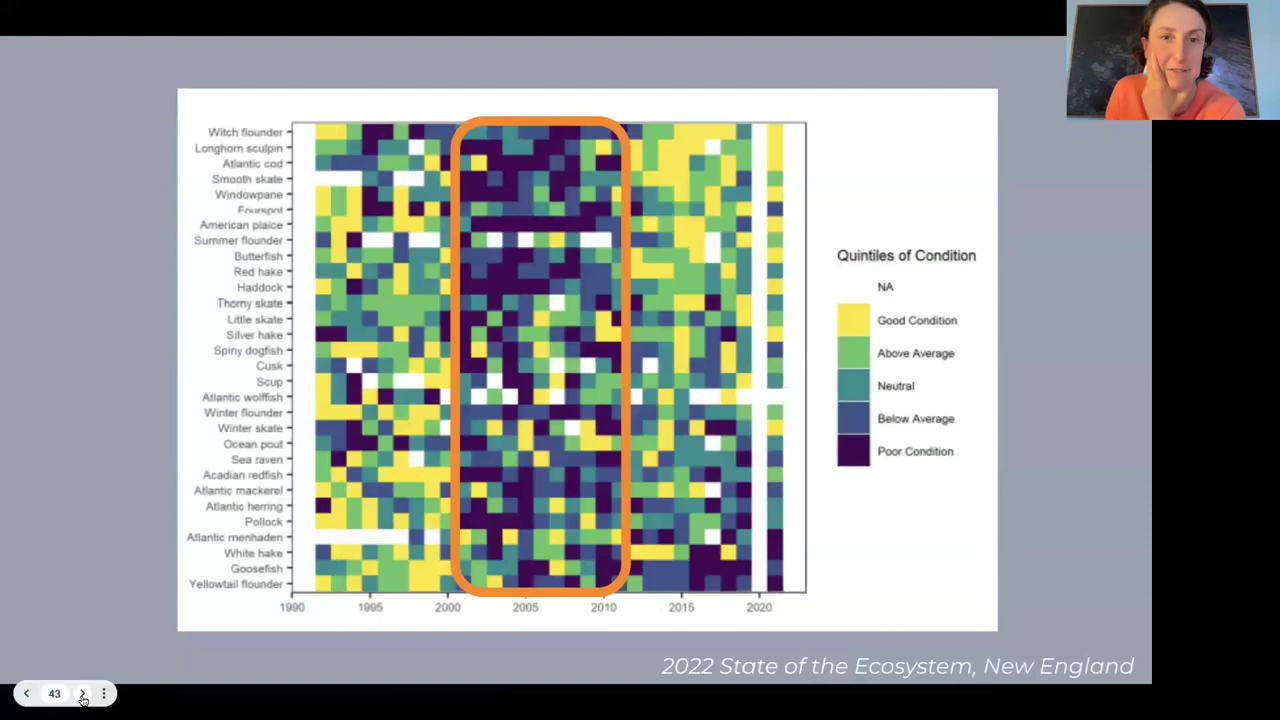 Witch flounder
Longhorn sculpin
Atlantic cod
Smooth skate
Windowpane
Fourspot
American plaice
Summer flounder
Butterfish
Red hake
Haddock
Thorny skate
Little skate
Silver hake
Spiny dogfish
Cusk
Scup
Atlantic wolffish
Winter flounder
Winter skate
Ocean pout
Sea raven
Acadian redfish
Atlantic mackerel
Atlantic herring
Pollock
Atlantic menhaden
White hake
Goosefish
Yellowtail flounder
1990 1995 2000 2005 2010 2015 2020
Quintiles of Condition
NA
Good Condition
Above Average
Neutral
Below Average
Poor Condition
2022 State of the Ecosystem, New England
43